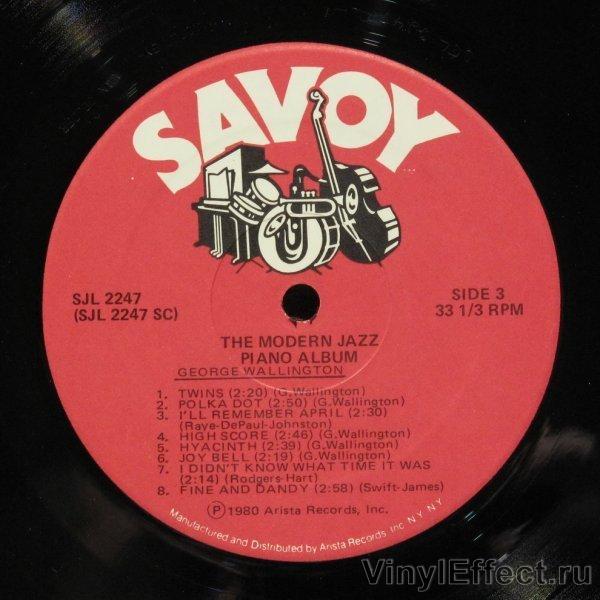 SAVOY
SJL 2247
(SJL 2247 SC)
SIDE 3
33 1/3 RPM
THE MODERN JAZZ
PIANO ALBUM
GEORGE WALLINGTON
1. TWINS (2:20) (G.Wallington)
2. POLKA DOT (2:50) (G.Wallington)
3. I'LL REMEMBER APRIL (2:30)
(Raye-DePaul-Johnston)
4. HIGH SCORE (2:46) (G.Wallington)
5. HYACINTH (2:39) (G.Wallington)
6. JOY BELL (2:19) (G.Wallington)
7. I DIDN'T KNOW WHAT TIME IT WAS
(2:14) (Rodgers-Hart)
8. FINE AND DANDY (2:58) (Swift-James)
Ⓟ1980 Arista Records, Inc.
Manufactured and Distributed by Arista Records Inc N.Y. N.Y.
VinylEffect.ru